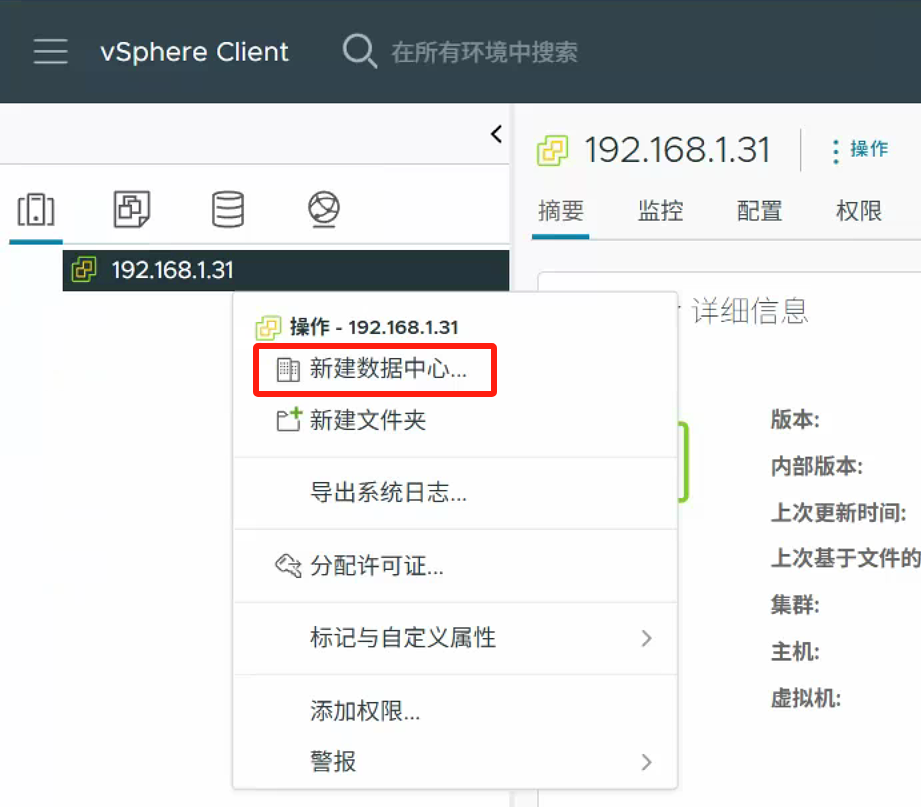 vSphere Client
在所有环境中搜索
192.168.1.31
操作
摘要
监控
配置
权限
192.168.1.31
详细信息
操作 - 192.168.1.31
新建数据中心...
新建文件夹
导出系统日志...
分配许可证...
标记与自定义属性
添加权限...
警报
版本:
内部版本:
上次更新时间:
上次基于文件的
集群:
主机:
虚拟机: